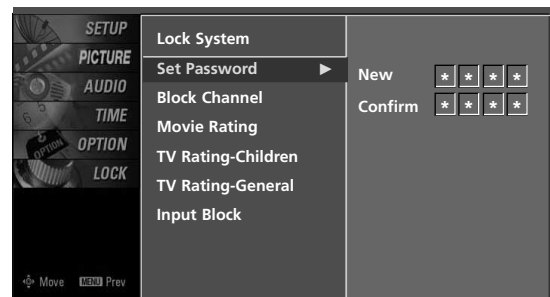 SETUP
PICTURE
AUDIO
TIME
OPTION
LOCK
Move MENU Prev
Lock System
Set Password ▶
Block Channel
Movie Rating
TV Rating-Children
TV Rating-General
Input Block
New * * * *
Confirm * * * *